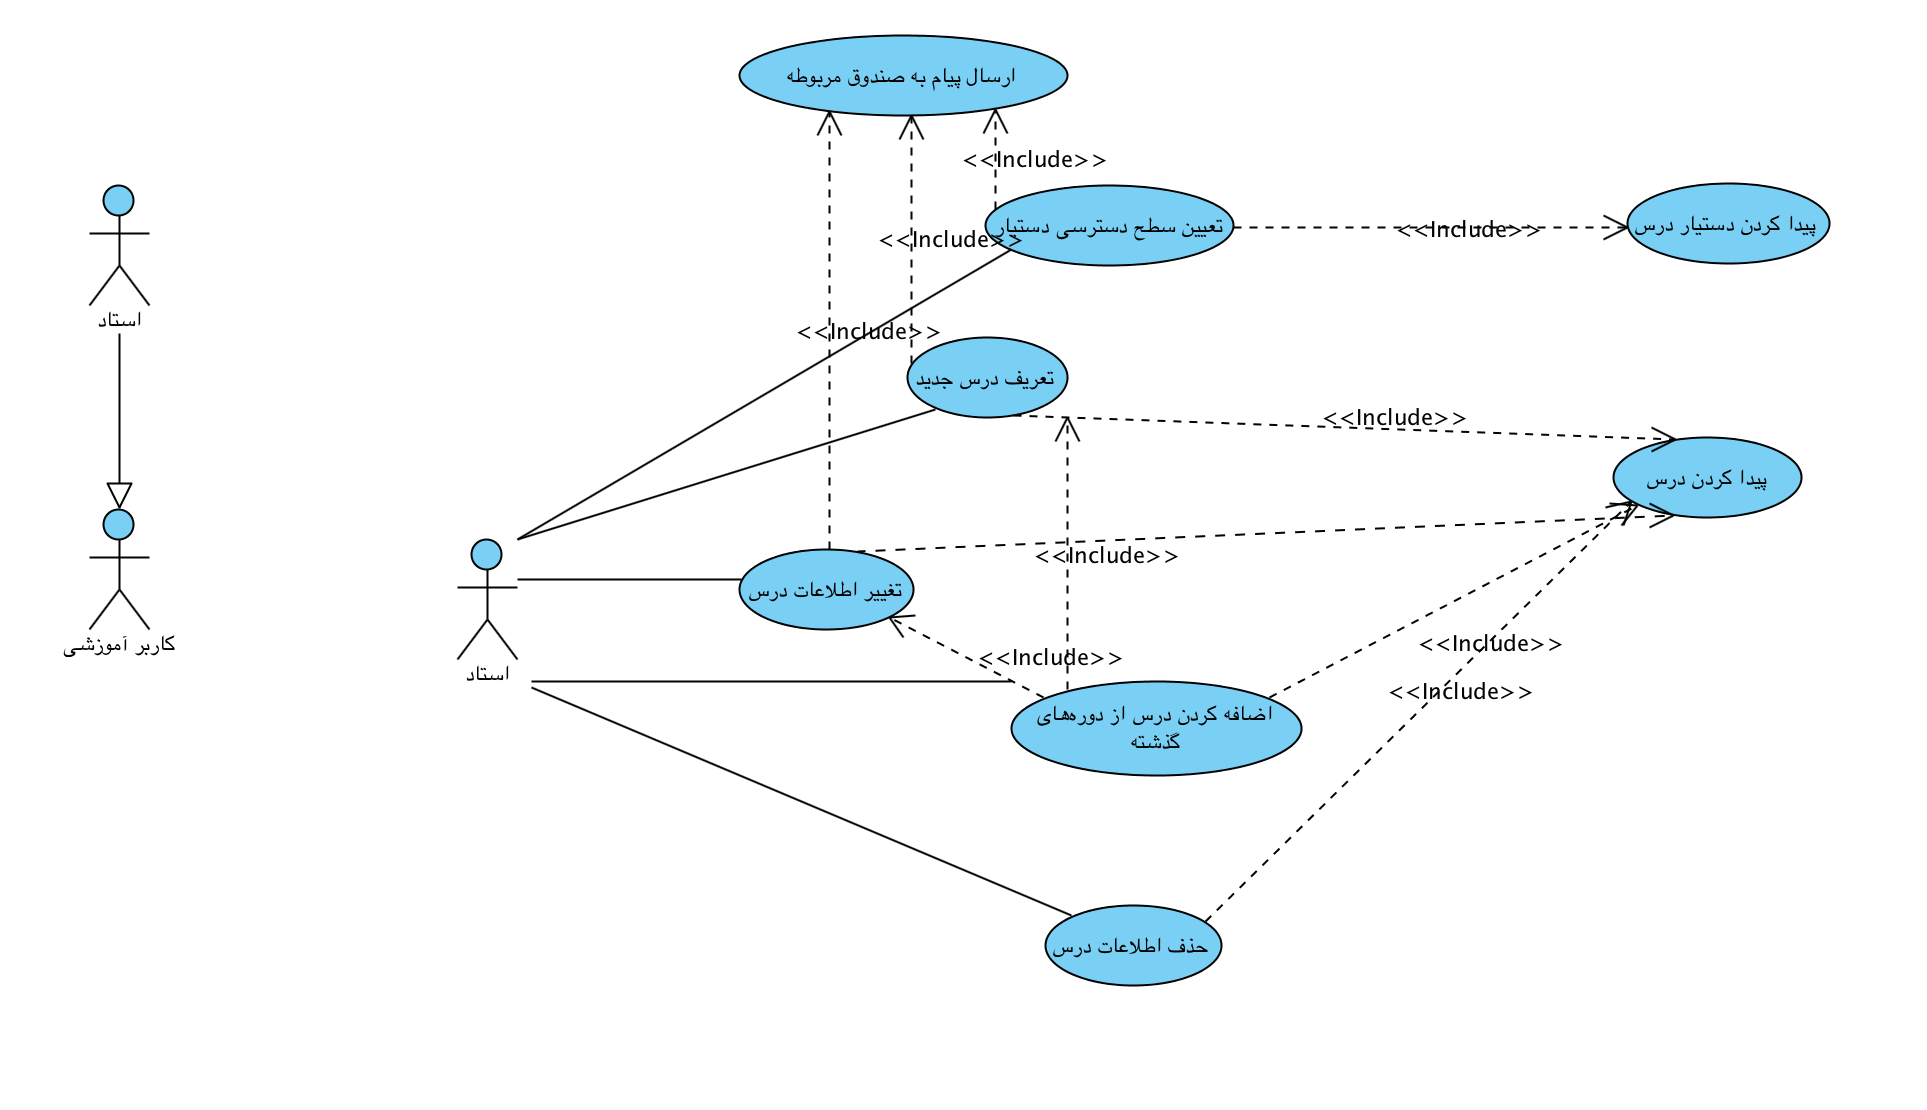 ارسال پیام به صندوق مربوطه
<<Include>>
تعیین سطح دسترسی دستیار
<<Include>>
پیدا کردن دستیار درس
<<Include>>
استاد
<<Include>>
تعریف درس جدید
<<Include>>
پیدا کردن درس
<<Include>>
تغییر اطلاعات درس
کاربر آموزشی
استاد
<<Include>>
<<Include>>
<<Include>>
اضافه کردن درس از دوره‌های
گذشته
حذف اطلاعات درس